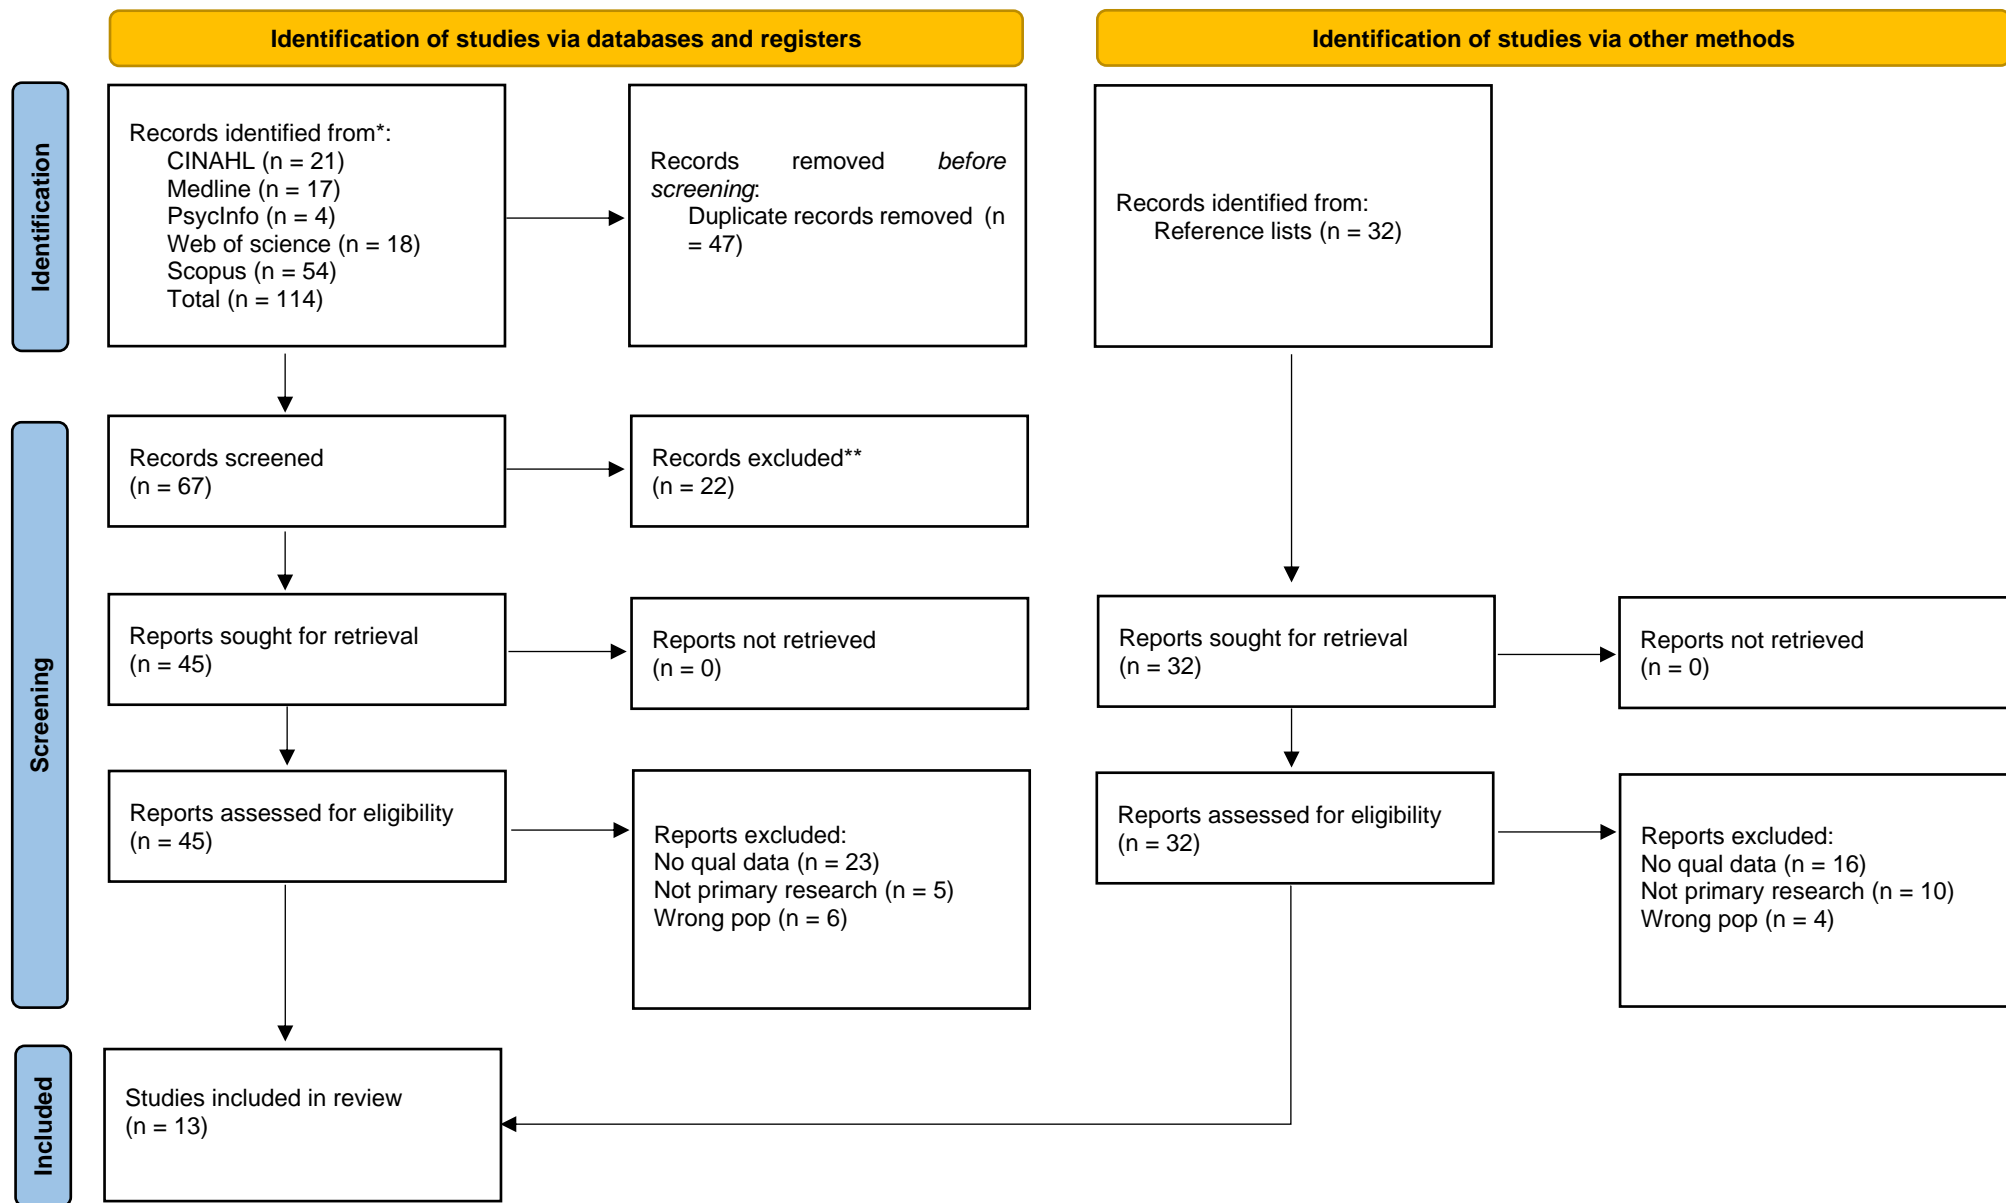 Identification of studies via databases and registers
Identification of studies via other methods
Identification
Records identified from*:
CINAHL (n = 21)
Medline (n = 17)
PsycInfo (n = 4)
Web of science (n = 18)
Scopus (n = 54)
Total (n = 114)
Records removed before
screening:
Duplicate records removed (n
= 47)
Records identified from:
Reference lists (n = 32)
Screening
Records screened
(n = 67)
Records excluded**
(n = 22)
Reports sought for retrieval
(n = 45)
Reports not retrieved
(n = 0)
Reports sought for retrieval
(n = 32)
Reports not retrieved
(n = 0)
Reports assessed for eligibility
(n = 45)
Reports excluded:
No qual data (n = 23)
Not primary research (n = 5)
Wrong pop (n = 6)
Reports assessed for eligibility
(n = 32)
Reports excluded:
No qual data (n = 16)
Not primary research (n = 10)
Wrong pop (n = 4)
Included
Studies included in review
(n = 13)